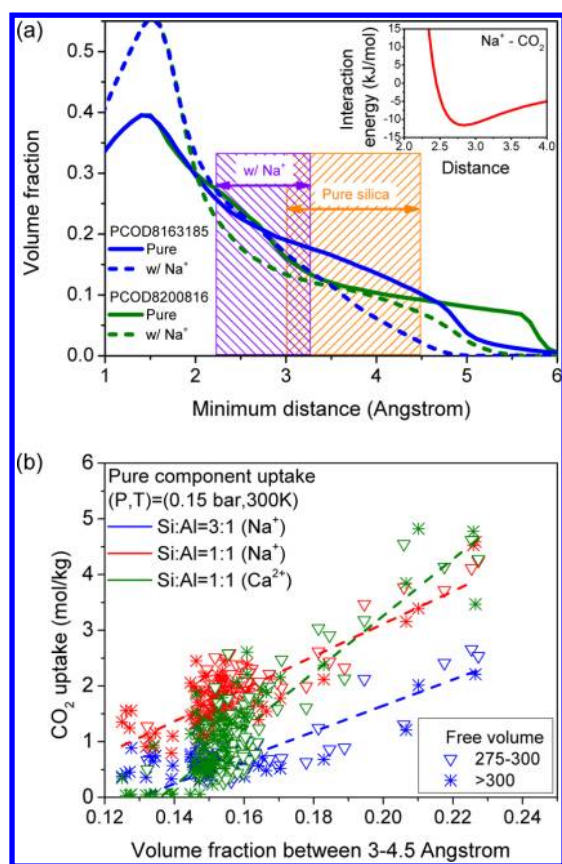 (a)
0.5
0.4
0.3
0.2
0.1
0.0
Volume fraction
1
2
3
4
5
6
Minimum distance (Angstrom)
w/ Na⁺
Pure silica
PCOD8163185
Pure
w/ Na⁺
PCOD8200816
Pure
w/ Na⁺
Na⁺ - CO₂
15
10
5
0
-5
-10
-15
Interaction
energy (kJ/mol)
2.0
2.5
3.0
3.5
4.0
Distance
(b)
6
5
4
3
2
1
0
CO₂ uptake (mol/kg)
Pure component uptake
(P,T)=(0.15 bar,300K)
Si:Al=3:1 (Na⁺)
Si:Al=1:1 (Na⁺)
Si:Al=1:1 (Ca²⁺)
Free volume
275-300
>300
0.12
0.14
0.16
0.18
0.20
0.22
0.24
Volume fraction between 3-4.5 Angstrom